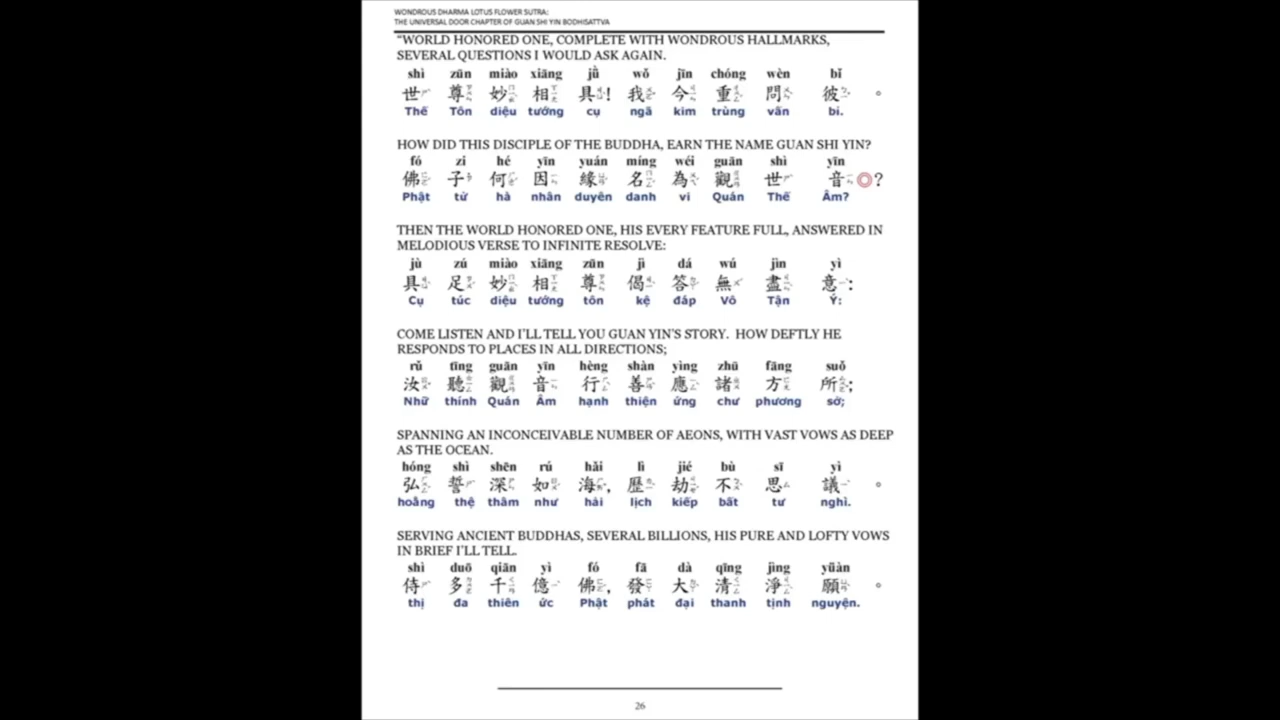 WONDROUS DHARMA LOTUS FLOWER SUTRA:
THE UNIVERSAL DOOR CHAPTER OF GUAN SHI YIN BODHISATTVA
“WORLD HONORED ONE, COMPLETE WITH WONDROUS HALLMARKS,
SEVERAL QUESTIONS I WOULD ASK AGAIN.
shì zūn miào xiāng jǜ wǒ jīn chóng wèn bǐ
世 尊 妙 相 具! 我 今 重 問 彼 。
Thế Tôn diệu tướng cụ ngã kim trùng vấn bỉ.
HOW DID THIS DISCIPLE OF THE BUDDHA, EARN THE NAME GUAN SHI YIN?
fó zi hé yīn yuán míng wéi guān shì yīn
佛 子 何 因 緣 名 為 觀 世 音 ?
Phật tử hà nhân duyên danh vi Quán Thế Âm?
THEN THE WORLD HONORED ONE, HIS EVERY FEATURE FULL, ANSWERED IN
MELODIOUS VERSE TO INFINITE RESOLVE:
jù zú miào xiāng zūn jì dá wú jìn yì
具 足 妙 相 尊 偈 答 無 盡 意:
Cụ túc diệu tướng tôn kệ đáp Vô Tận Ý:
COME LISTEN AND I’LL TELL YOU GUAN YIN’S STORY. HOW DEFTLY HE
RESPONDS TO PLACES IN ALL DIRECTIONS;
rǔ tīng guān yīn hèng shàn yìng zhū fāng suǒ
汝 聽 觀 音 行 善 應 諸 方 所;
Nhữ thính Quán Âm hạnh thiện ứng chư phương sở;
SPANNING AN INCONCEIVABLE NUMBER OF AEONS, WITH VAST VOWS AS DEEP
AS THE OCEAN.
hóng shì shēn rú hǎi lì jié bù sī yì
弘 誓 深 如 海, 歷 劫 不 思 議 。
hoằng thệ thâm như hải lịch kiếp bất tư nghì.
SERVING ANCIENT BUDDHAS, SEVERAL BILLIONS, HIS PURE AND LOFTY VOWS
IN BRIEF I’LL TELL.
shì duō qiān yì fó fā dà qīng jìng yüàn
侍 多 千 億 佛, 發 大 清 淨 願 。
thị đa thiên ức Phật phát đại thanh tịnh nguyện.
26